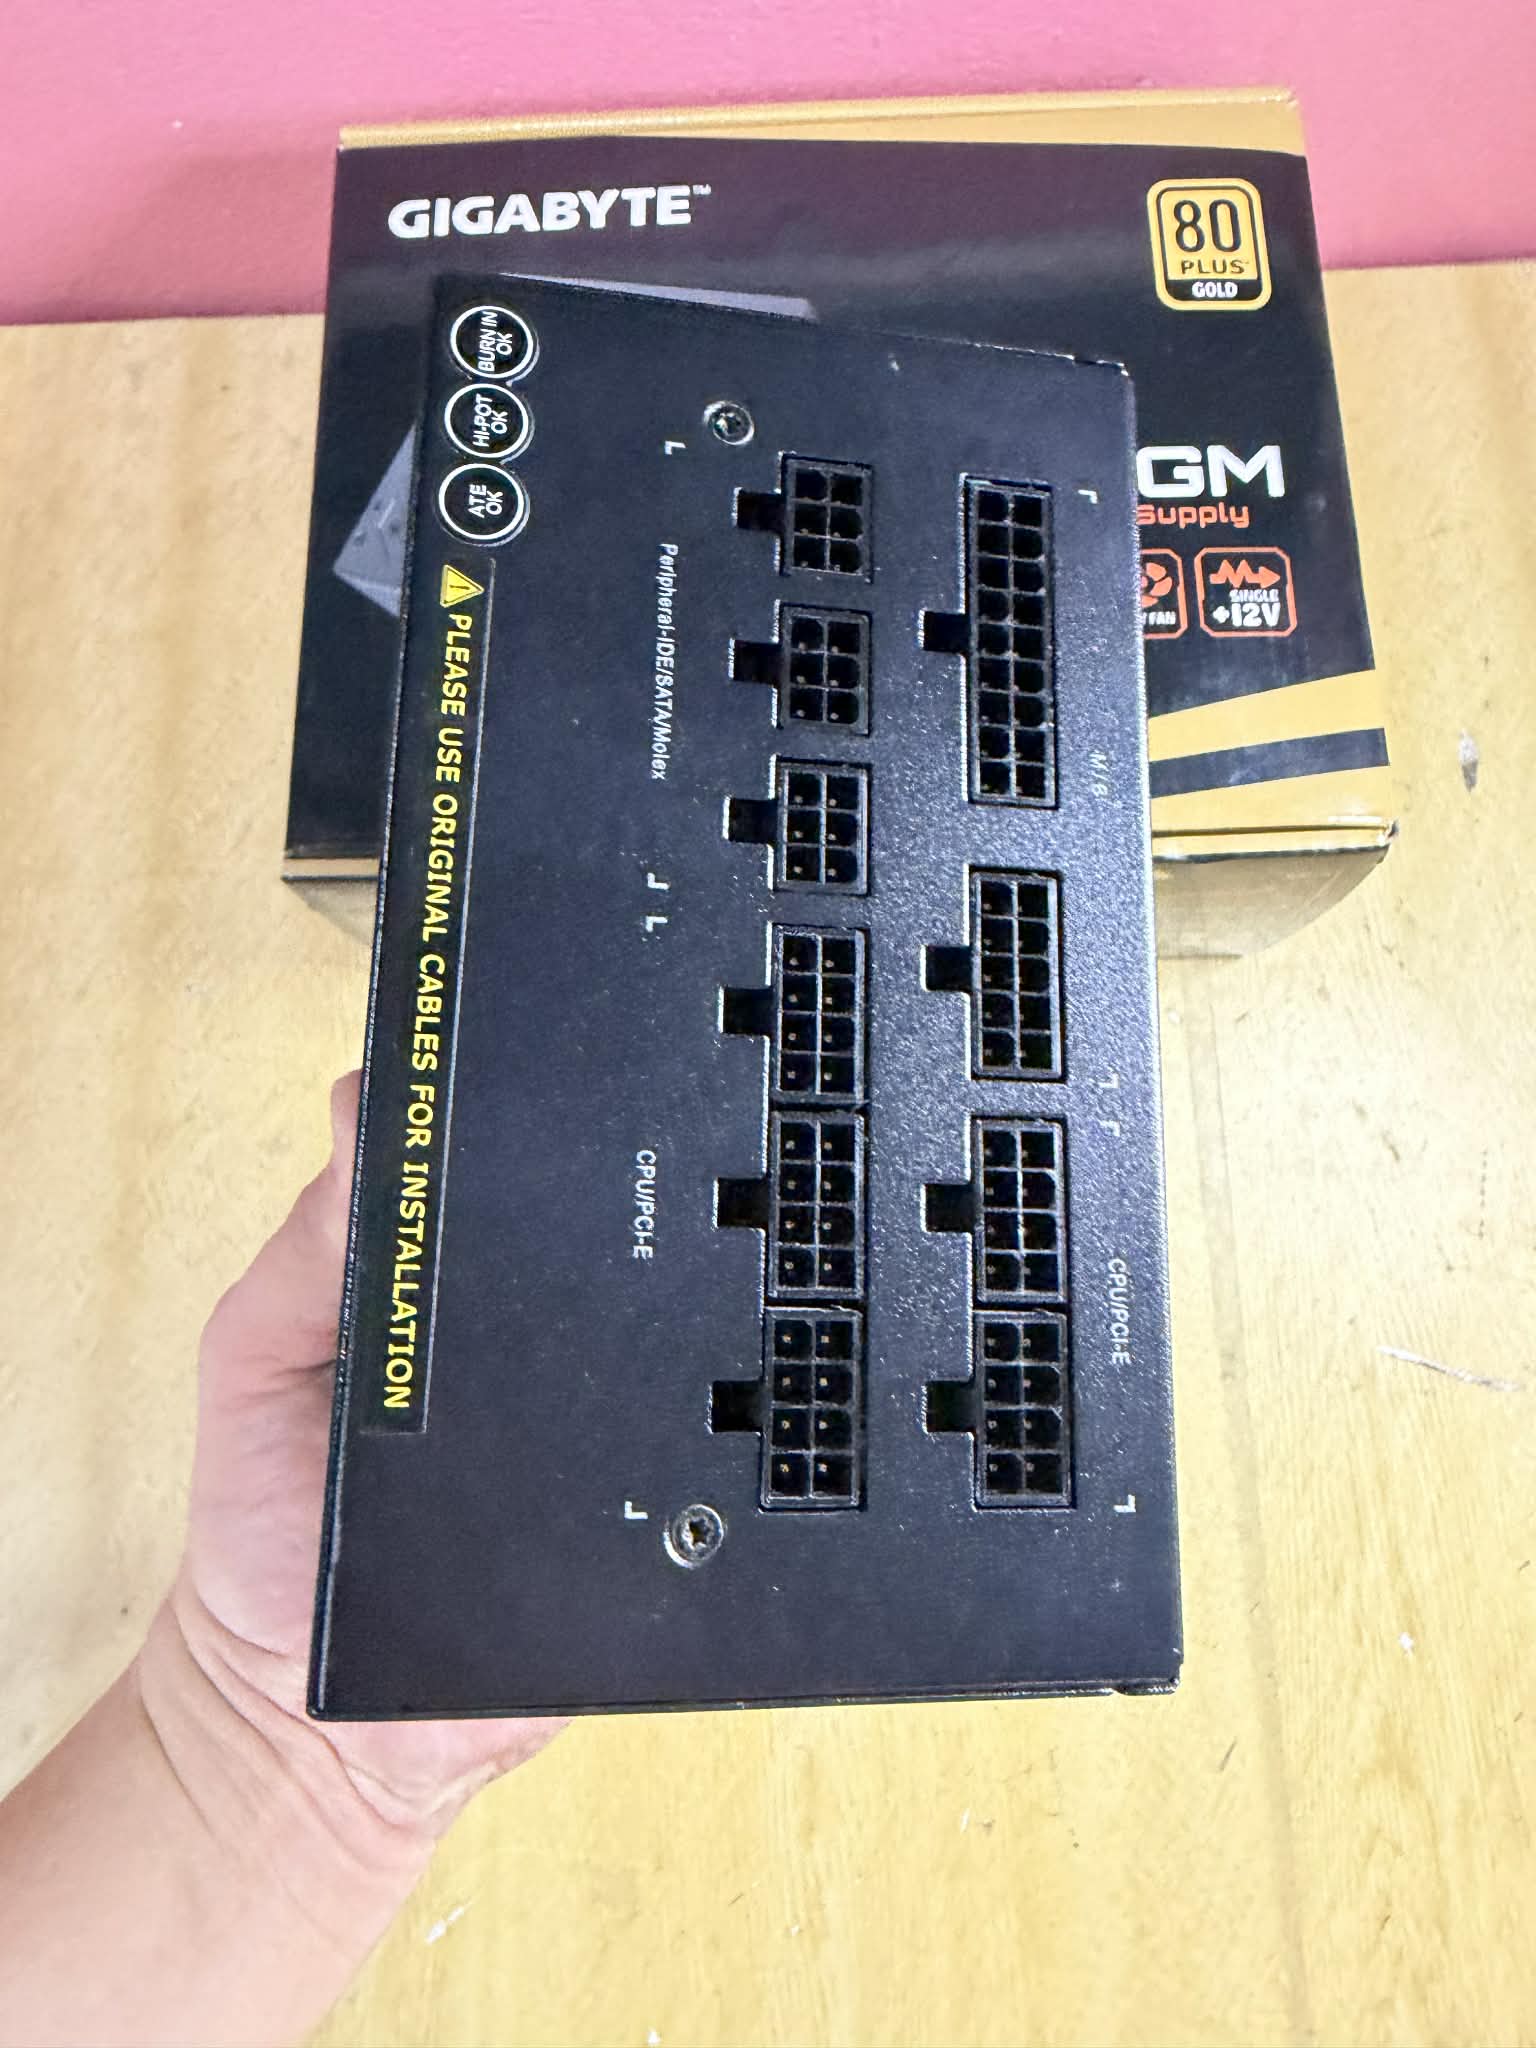 GIGABYTE™
80
PLUS
GOLD
GM
Supply
FAN
SINGLE
+12V
BURN IN
OK
HI-POT
OK
ATE
OK
PLEASE USE ORIGINAL CABLES FOR INSTALLATION
Peripheral-IDE/SATA/Molex
M/B
CPU/PCI-E
CPU/PCI-E